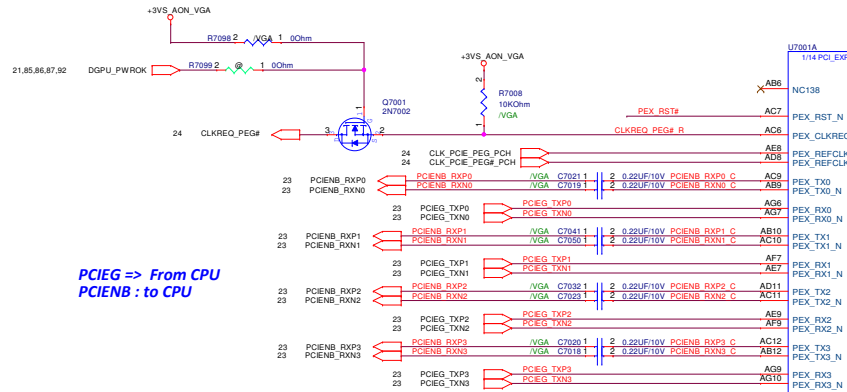 +3VS_AON_VGA
R7098 2 /VGA 1 0Ohm
21,85,86,87,92 DGPU_PWROK R7099 2 @ 1 0Ohm
+3VS_AON_VGA
R7008
10KOhm
/VGA
2
1
U7001A
1/14 PCI_EXP
AB6 NC138
Q7001
2N7002
1
PEX_RST# AC7 PEX_RST_N
24 CLKREQ_PEG# 3 2 CLKREQ_PEG#_R AC6 PEX_CLKREQ
24 CLK_PCIE_PEG_PCH AE8 PEX_REFCLK
24 CLK_PCIE_PEG#_PCH AD8 PEX_REFCLK
23 PCIENB_RXP0 PCIENB_RXP0 /VGA C7021 1 2 0.22UF/10V PCIENB_RXP0_C AC9 PEX_TX0
23 PCIENB_RXN0 PCIENB_RXN0 /VGA C7019 1 2 0.22UF/10V PCIENB_RXN0_C AB9 PEX_TX0_N
23 PCIEG_TXP0 PCIEG_TXP0 AG6 PEX_RX0
23 PCIEG_TXN0 PCIEG_TXN0 AG7 PEX_RX0_N
23 PCIENB_RXP1 PCIENB_RXP1 /VGA C7041 1 2 0.22UF/10V PCIENB_RXP1_C AB10 PEX_TX1
23 PCIENB_RXN1 PCIENB_RXN1 /VGA C7050 1 2 0.22UF/10V PCIENB_RXN1_C AC10 PEX_TX1_N
23 PCIEG_TXP1 PCIEG_TXP1 AF7 PEX_RX1
23 PCIEG_TXN1 PCIEG_TXN1 AE7 PEX_RX1_N
PCIEG => From CPU
PCIENB : to CPU
23 PCIENB_RXP2 PCIENB_RXP2 /VGA C7032 1 2 0.22UF/10V PCIENB_RXP2_C AD11 PEX_TX2
23 PCIENB_RXN2 PCIENB_RXN2 /VGA C7023 1 2 0.22UF/10V PCIENB_RXN2_C AC11 PEX_TX2_N
23 PCIEG_TXP2 PCIEG_TXP2 AE9 PEX_RX2
23 PCIEG_TXN2 PCIEG_TXN2 AF9 PEX_RX2_N
23 PCIENB_RXP3 PCIENB_RXP3 /VGA C7020 1 2 0.22UF/10V PCIENB_RXP3_C AC12 PEX_TX3
23 PCIENB_RXN3 PCIENB_RXN3 /VGA C7018 1 2 0.22UF/10V PCIENB_RXN3_C AB12 PEX_TX3_N
23 PCIEG_TXP3 PCIEG_TXP3 AG9 PEX_RX3
23 PCIEG_TXN3 PCIEG_TXN3 AG10 PEX_RX3_N